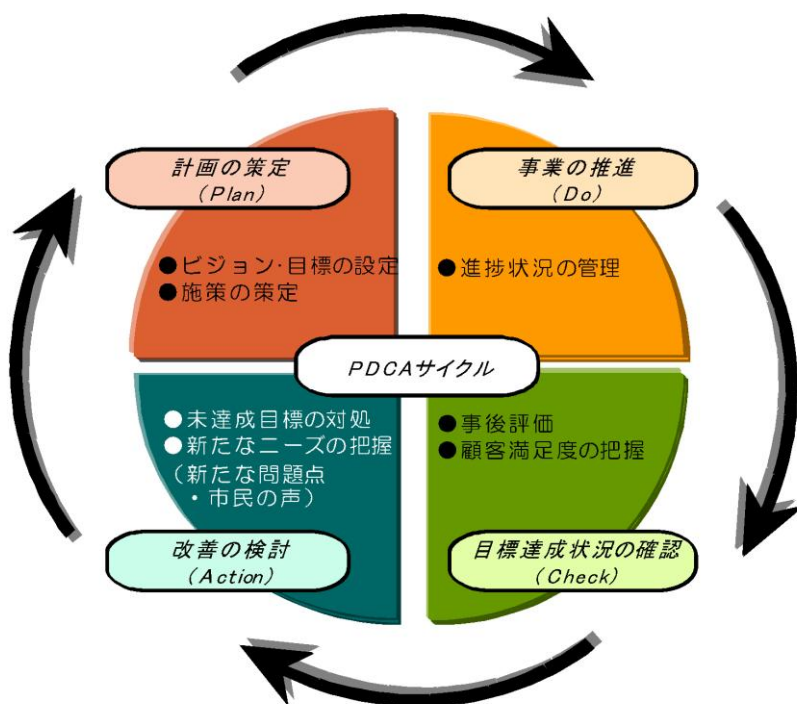 計画の策定
(Plan)
●ビジョン・目標の設定
●施策の策定
事業の推進
(Do)
●進捗状況の管理
PDCAサイクル
●未達成目標の対処
●新たなニーズの把握
(新たな問題点
・市民の声)
改善の検討
(Action)
●事後評価
●顧客満足度の把握
目標達成状況の確認
(Check)